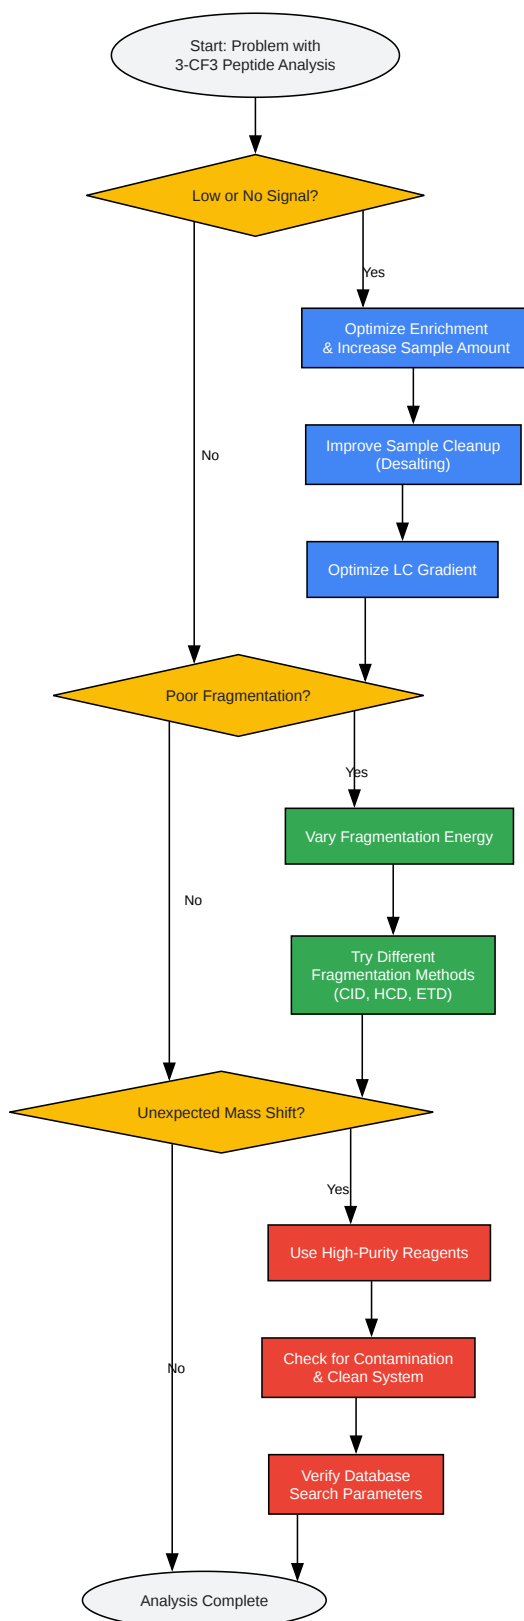 Start: Problem with
3-CF3 Peptide Analysis
Low or No Signal?
Yes
Optimize Enrichment
& Increase Sample Amount
Improve Sample Cleanup
(Desalting)
No
Optimize LC Gradient
Poor Fragmentation?
Yes
Vary Fragmentation Energy
No
Try Different
Fragmentation Methods
(CID, HCD, ETD)
Unexpected Mass Shift?
Yes
Use High-Purity Reagents
Check for Contamination
& Clean System
No
Verify Database
Search Parameters
Analysis Complete